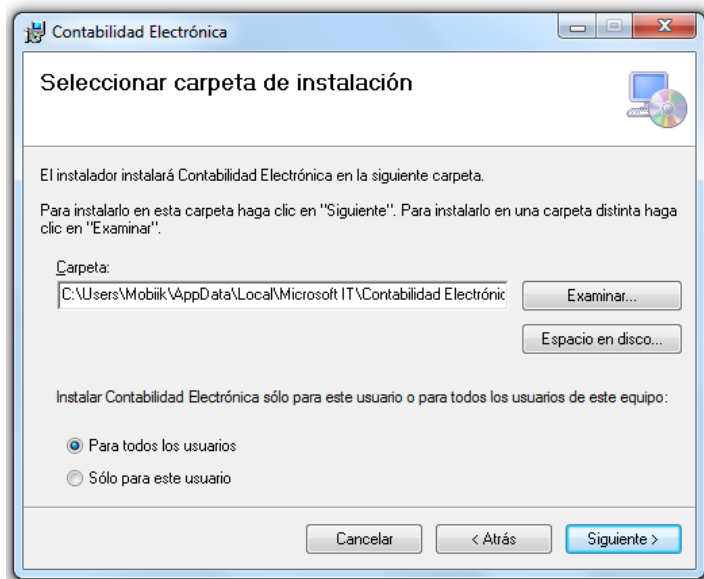 Contabilidad Electrónica
Seleccionar carpeta de instalación
El instalador instalará Contabilidad Electrónica en la siguiente carpeta.
Para instalarlo en esta carpeta haga clic en "Siguiente". Para instalarlo en una carpeta distinta haga
clic en "Examinar".
Carpeta:
C:\Users\Mobiik\AppData\Local\Microsoft IT\Contabilidad Electrónic
Examinar...
Espacio en disco...
Instalar Contabilidad Electrónica sólo para este usuario o para todos los usuarios de este equipo:
Para todos los usuarios
Sólo para este usuario
Cancelar
< Atrás
Siguiente >